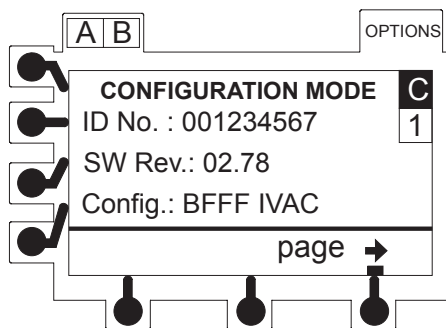 A B
OPTIONS
CONFIGURATION MODE
C
ID No. : 001234567
1
SW Rev.: 02.78
Config.: BFFF IVAC
page